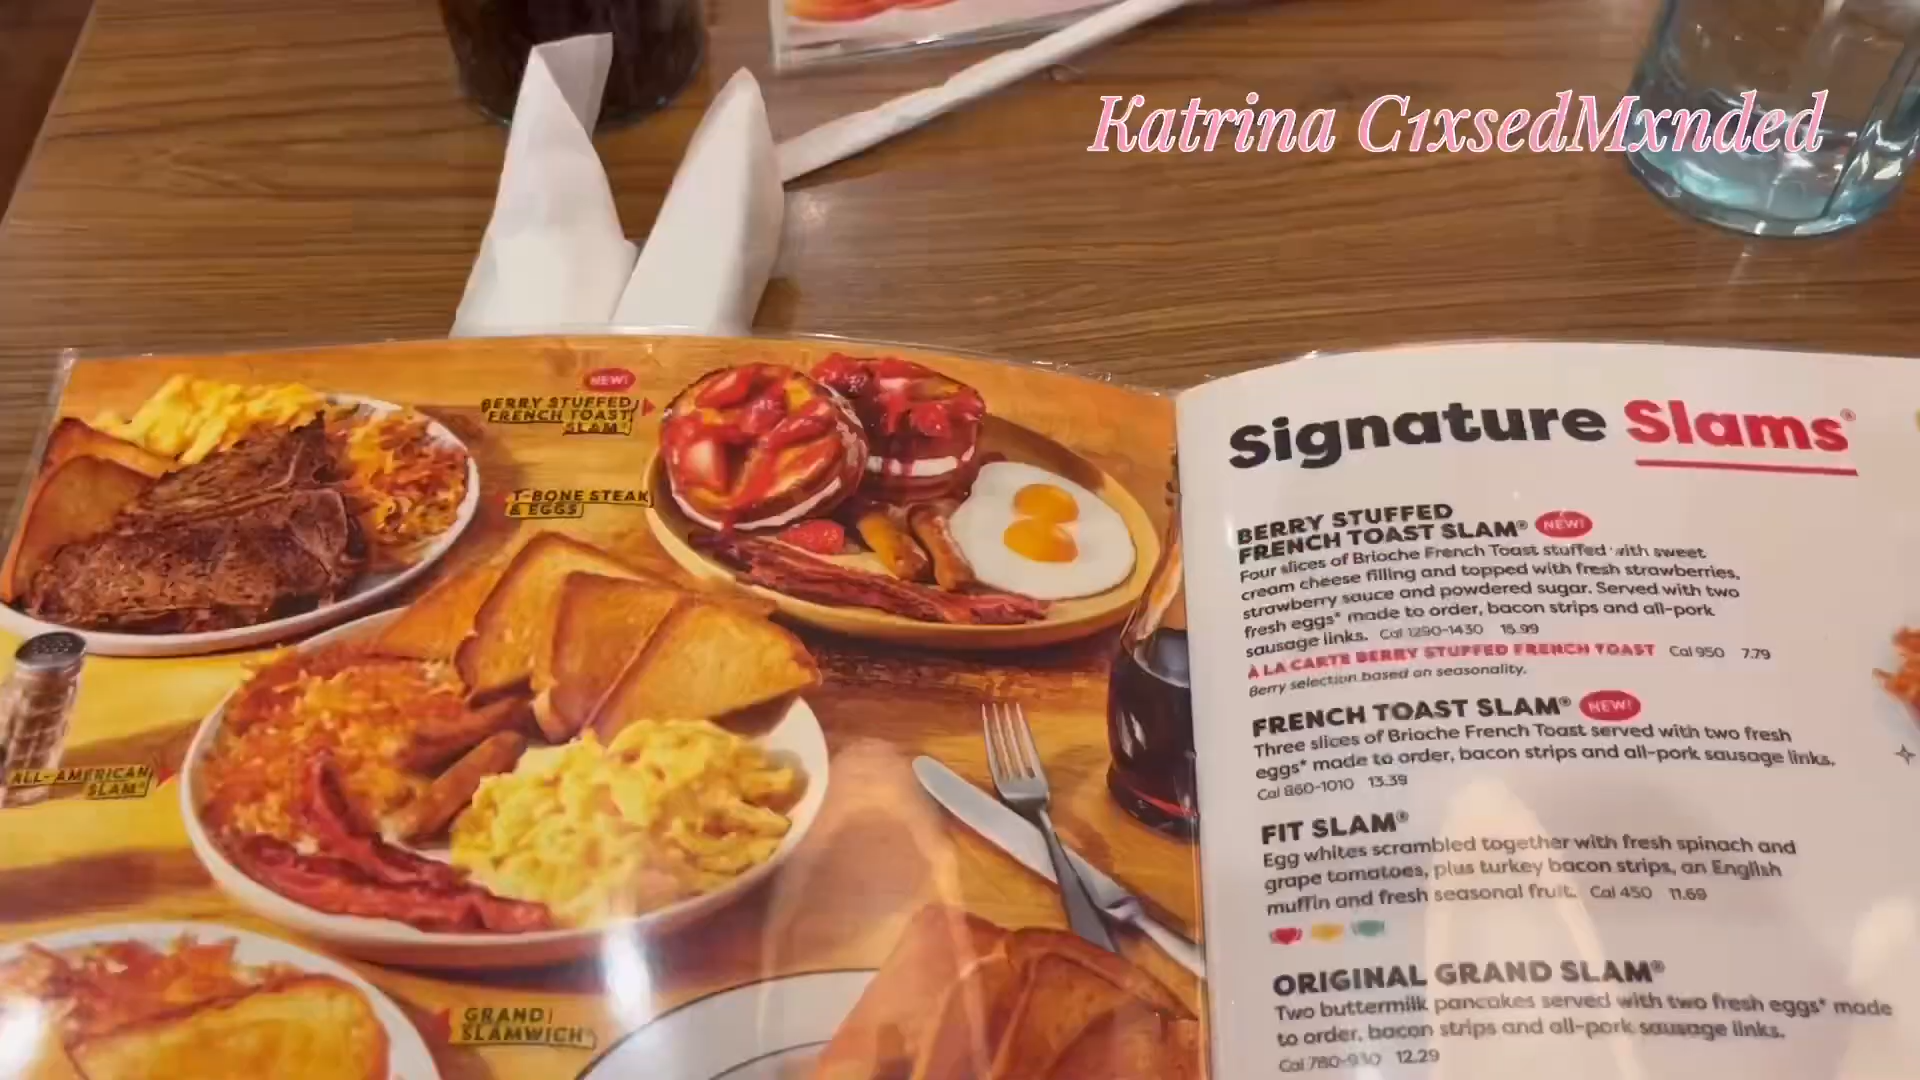 Katrina C1xsedMxnded
NEW!
BERRY STUFFED
FRENCH TOAST
SLAM®
T-BONE STEAK
& EGGS
ALL-AMERICAN
SLAM®
GRAND
SLAMWICH
Signature Slams®
BERRY STUFFED
FRENCH TOAST SLAM® NEW!
Four slices of Brioche French Toast stuffed with sweet
cream cheese filling and topped with fresh strawberries,
strawberry sauce and powdered sugar. Served with two
fresh eggs* made to order, bacon strips and all-pork
sausage links. Cal 1290-1430 15.99
À LA CARTE BERRY STUFFED FRENCH TOAST Cal 950 7.79
Berry selection based on seasonality.
FRENCH TOAST SLAM® NEW!
Three slices of Brioche French Toast served with two fresh
eggs* made to order, bacon strips and all-pork sausage links.
Cal 860-1010 13.39
FIT SLAM®
Egg whites scrambled together with fresh spinach and
grape tomatoes, plus turkey bacon strips, an English
muffin and fresh seasonal fruit. Cal 450 11.69
ORIGINAL GRAND SLAM®
Two buttermilk pancakes served with two fresh eggs* made
to order, bacon strips and all-pork sausage links.
Cal 780-930 12.29